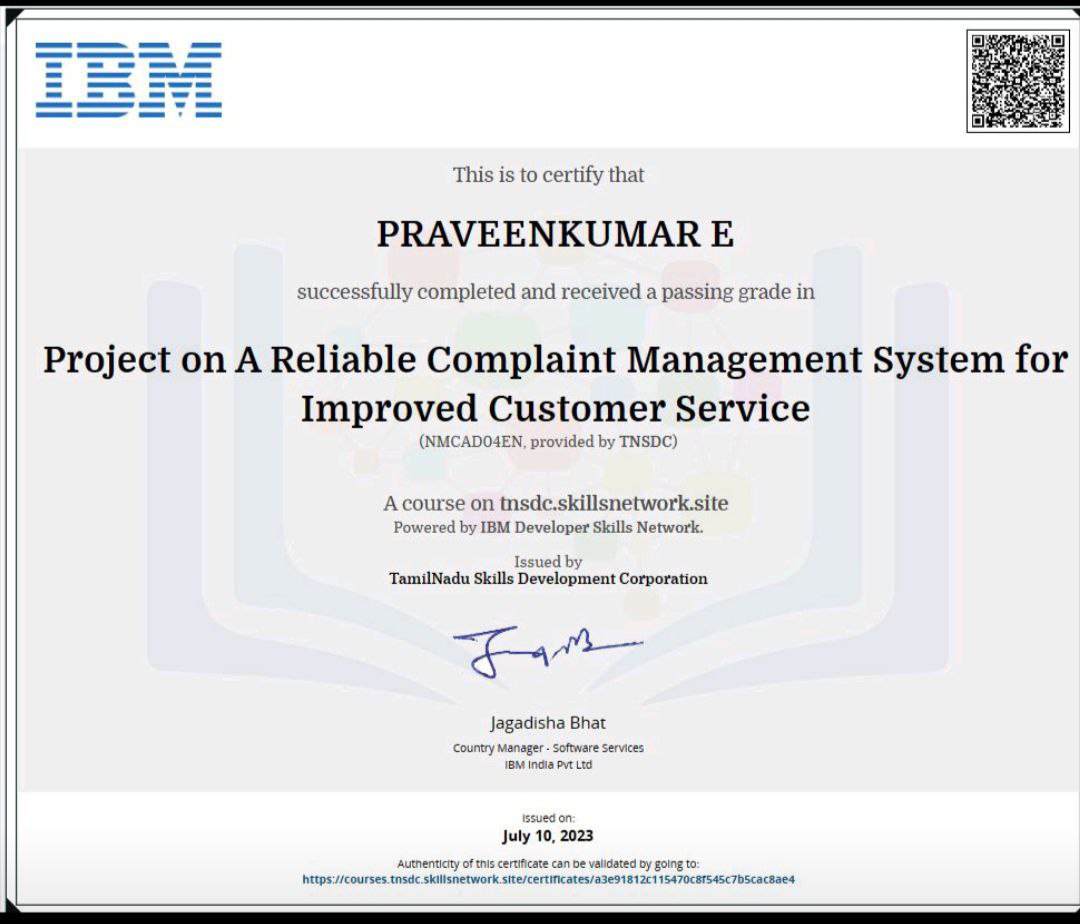 IBM
This is to certify that
PRAVEENKUMAR E
successfully completed and received a passing grade in
Project on A Reliable Complaint Management System for
Improved Customer Service
(NMCAD04EN, provided by TNSDC)
A course on tnsdc.skillsnetwork.site
Powered by IBM Developer Skills Network.
Issued by
TamilNadu Skills Development Corporation
Jagadisha Bhat
Country Manager - Software Services
IBM India Pvt Ltd
Issued on:
July 10, 2023
Authenticity of this certificate can be validated by going to:
https://courses.tnsdc.skillsnetwork.site/certificates/a3e91812c115470c8f545c7b5cac8ae4